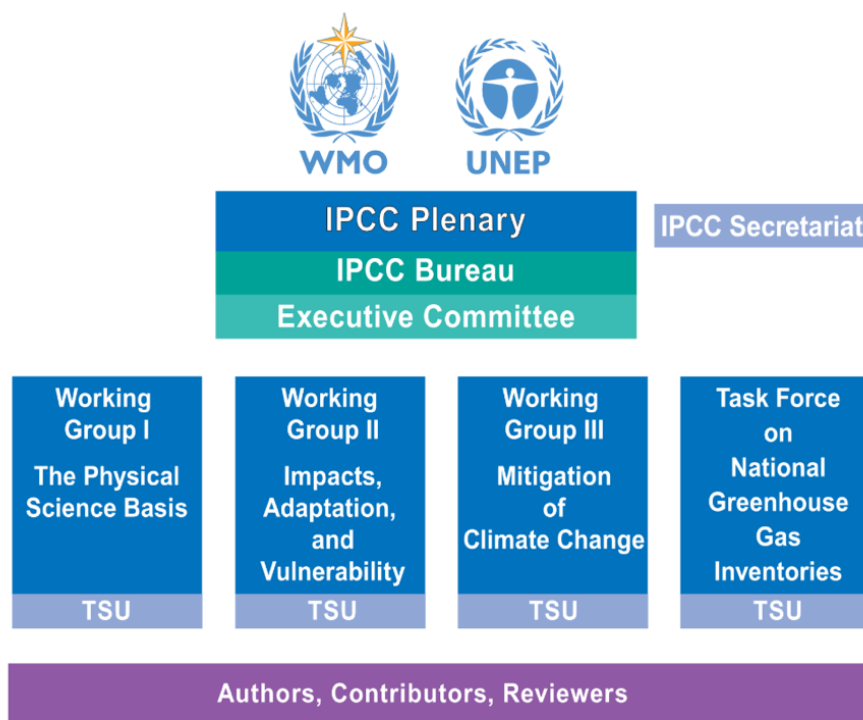 WMO
UNEP
IPCC Plenary
IPCC Secretariat
IPCC Bureau
Executive Committee
Working
Group I
The Physical
Science Basis
TSU
Working
Group II
Impacts,
Adaptation,
and
Vulnerability
TSU
Working
Group III
Mitigation
of
Climate Change
TSU
Task Force
on
National
Greenhouse
Gas
Inventories
TSU
Authors, Contributors, Reviewers